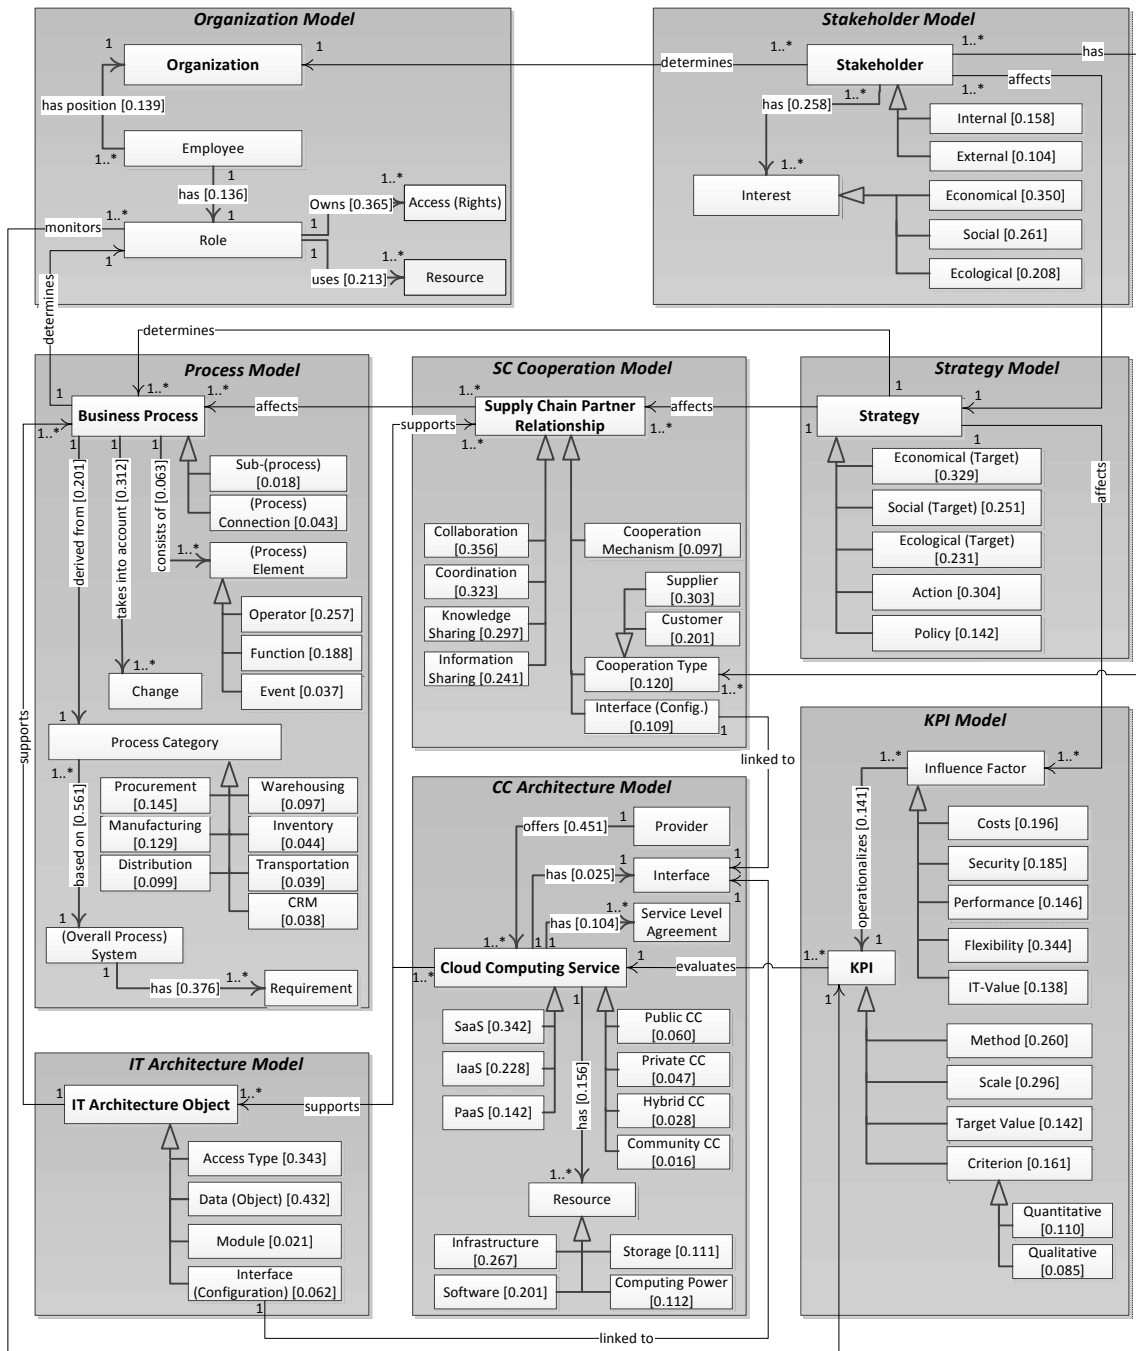 Organization Model
1
1
Organization
has position [0.139]
1..*
Employee
1
has [0.136]
1..*
1
monitors
Role
1
1
Owns [0.365]
1..*
Access (Rights)
1
uses [0.213]
1..*
Resource
determines
Stakeholder Model
1..*
1..*
has
Stakeholder
affects
1..*
has [0.258]
1..*
Internal [0.158]
External [0.104]
1..*
Interest
Economical [0.350]
Social [0.261]
Ecological [0.208]
determines
determines
Process Model
1
1..*
1..*
Business Process
affects
1..*
1
1
1
derived from [0.201]
takes into account [0.312]
consists of [0.063]
Sub-(process)
[0.018]
(Process)
Connection [0.043]
1..*
(Process)
Element
Operator [0.257]
Function [0.188]
Event [0.037]
1..*
Change
1
Process Category
1..*
based on [0.561]
Procurement
[0.145]
Warehousing
[0.097]
Manufacturing
[0.129]
Inventory
[0.044]
Distribution
[0.099]
Transportation
[0.039]
CRM
[0.038]
1
(Overall Process)
System
1
has [0.376]
1..*
Requirement
supports
SC Cooperation Model
1..*
Supply Chain Partner
Relationship
supports
1..*
1..*
affects
Collaboration
[0.356]
Coordination
[0.323]
Knowledge
Sharing [0.297]
Information
Sharing [0.241]
Cooperation
Mechanism [0.097]
Supplier
[0.303]
Customer
[0.201]
Cooperation Type
[0.120]
1..*
Interface (Config.)
[0.109]
1
linked to
Strategy Model
1
Strategy
1
1
1
affects
Economical (Target)
[0.329]
Social (Target) [0.251]
Ecological (Target)
[0.231]
Action [0.304]
Policy [0.142]
CC Architecture Model
offers [0.451]
1
Provider
has [0.025]
1
Interface
1
1
has [0.104]
1..*
Service Level
Agreement
1..*
1
1
Cloud Computing Service
1
1..*
evaluates
1
SaaS [0.342]
IaaS [0.228]
PaaS [0.142]
has [0.156]
Public CC
[0.060]
Private CC
[0.047]
Hybrid CC
[0.028]
Community CC
[0.016]
1..*
Resource
Infrastructure
[0.267]
Storage [0.111]
Software [0.201]
Computing Power
[0.112]
KPI Model
1..*
Influence Factor
1..*
operationalizes [0.141]
Costs [0.196]
Security [0.185]
Performance [0.146]
Flexibility [0.344]
IT-Value [0.138]
1
1..*
KPI
1
Method [0.260]
Scale [0.296]
Target Value [0.142]
Criterion [0.161]
Quantitative
[0.110]
Qualitative
[0.085]
IT Architecture Model
1
IT Architecture Object
1..*
supports
Access Type [0.343]
Data (Object) [0.432]
Module [0.021]
Interface
(Configuration) [0.062]
1
linked to